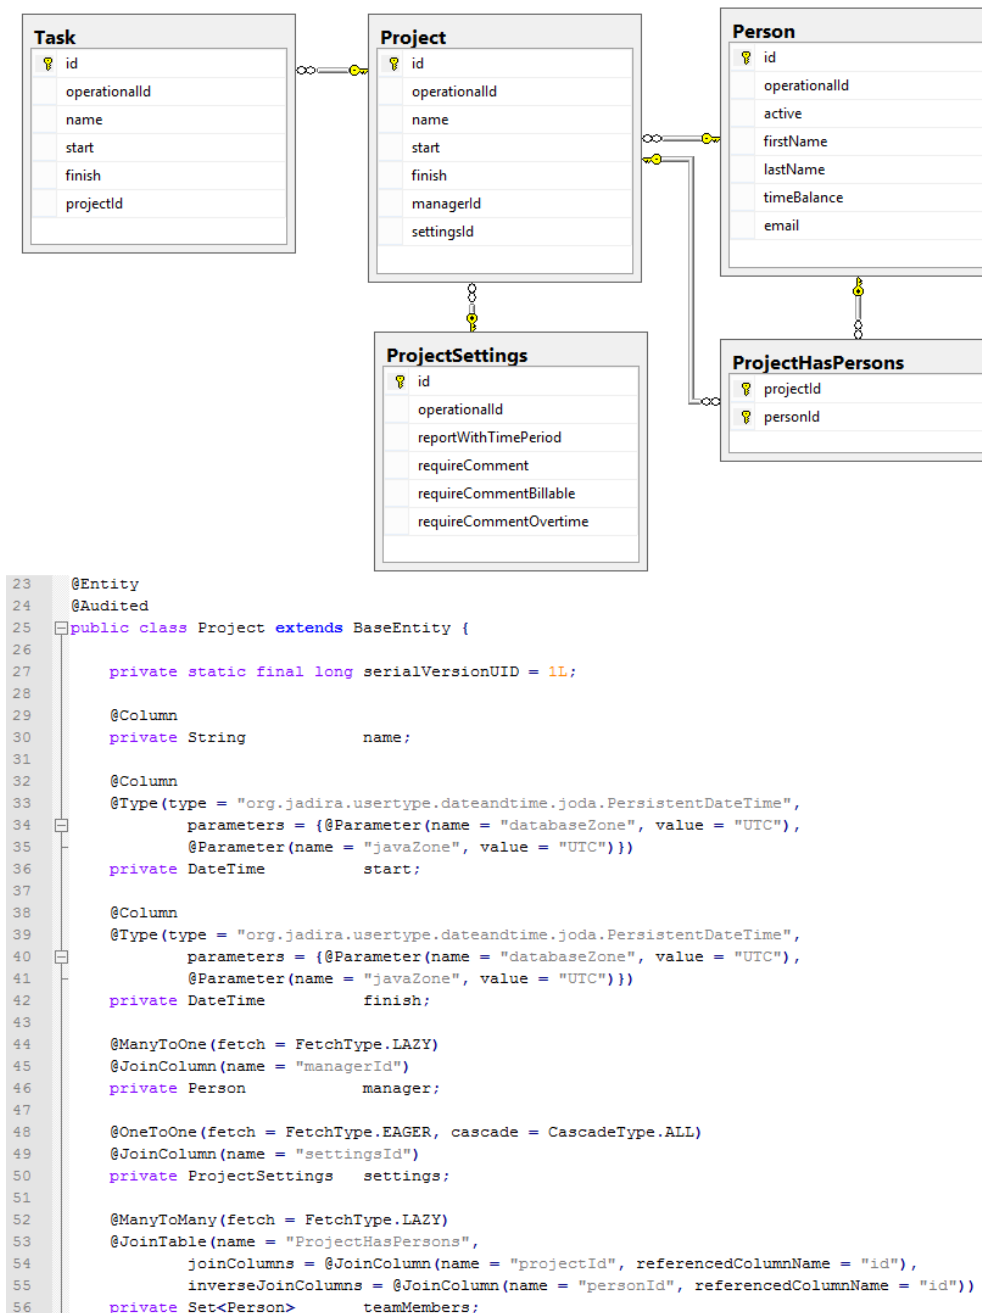 Task
id
operationalId
name
start
finish
projectId
Project
id
operationalId
name
start
finish
managerId
settingsId
Person
id
operationalId
active
firstName
lastName
timeBalance
email
ProjectSettings
id
operationalId
reportWithTimePeriod
requireComment
requireCommentBillable
requireCommentOvertime
ProjectHasPersons
projectId
personId
23 @Entity
24 @Audited
25 public class Project extends BaseEntity {
26
27 private static final long serialVersionUID = 1L;
28
29 @Column
30 private String name;
31
32 @Column
33 @Type(type = "org.jadira.usertype.dateandtime.joda.PersistentDateTime",
34 parameters = {@Parameter(name = "databaseZone", value = "UTC"),
35 @Parameter(name = "javaZone", value = "UTC")})
36 private DateTime start;
37
38 @Column
39 @Type(type = "org.jadira.usertype.dateandtime.joda.PersistentDateTime",
40 parameters = {@Parameter(name = "databaseZone", value = "UTC"),
41 @Parameter(name = "javaZone", value = "UTC")})
42 private DateTime finish;
43
44 @ManyToOne(fetch = FetchType.LAZY)
45 @JoinColumn(name = "managerId")
46 private Person manager;
47
48 @OneToOne(fetch = FetchType.EAGER, cascade = CascadeType.ALL)
49 @JoinColumn(name = "settingsId")
50 private ProjectSettings settings;
51
52 @ManyToMany(fetch = FetchType.LAZY)
53 @JoinTable(name = "ProjectHasPersons",
54 joinColumns = @JoinColumn(name = "projectId", referencedColumnName = "id"),
55 inverseJoinColumns = @JoinColumn(name = "personId", referencedColumnName = "id"))
56 private Set<Person> teamMembers;